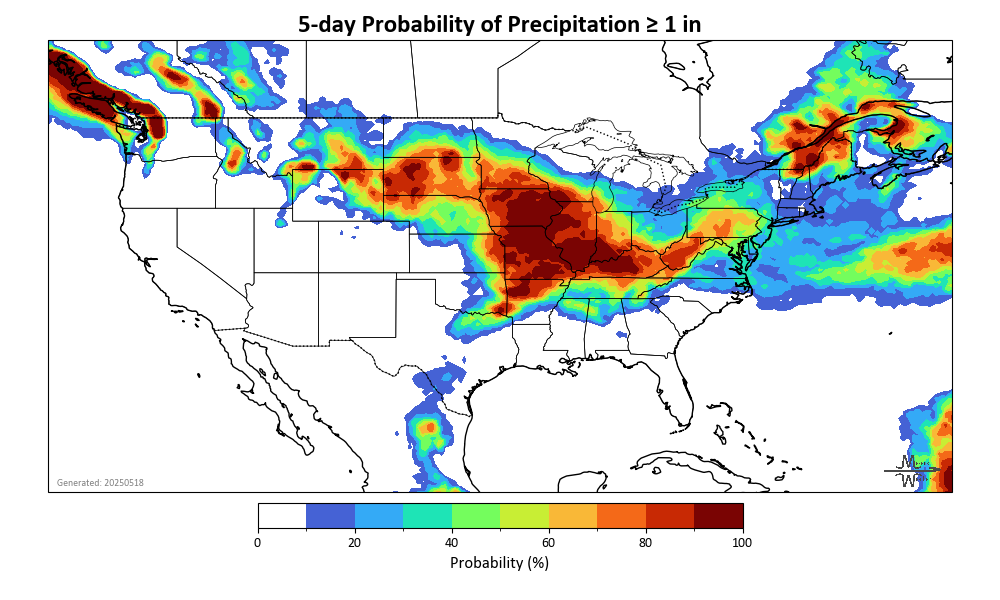 5-day Probability of Precipitation ≥ 1 in
Generated: 20250518
0 20 40 60 80 100
Probability (%)